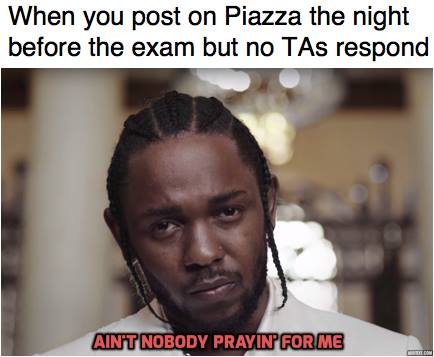 When you post on Piazza the night
before the exam but no TAs respond
AIN'T NOBODY PRAYIN' FOR ME